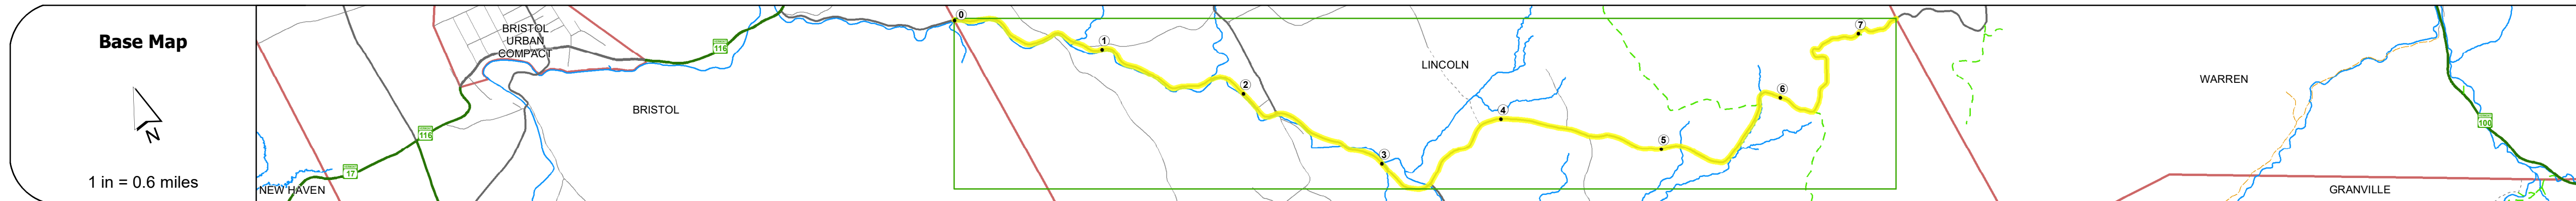 Base Map
N
1 in = 0.6 miles
BRISTOL
URBAN
COMPACT
116
116
17
NEW HAVEN
BRISTOL
0
1
2
3
4
5
6
7
LINCOLN
WARREN
100
GRANVILLE